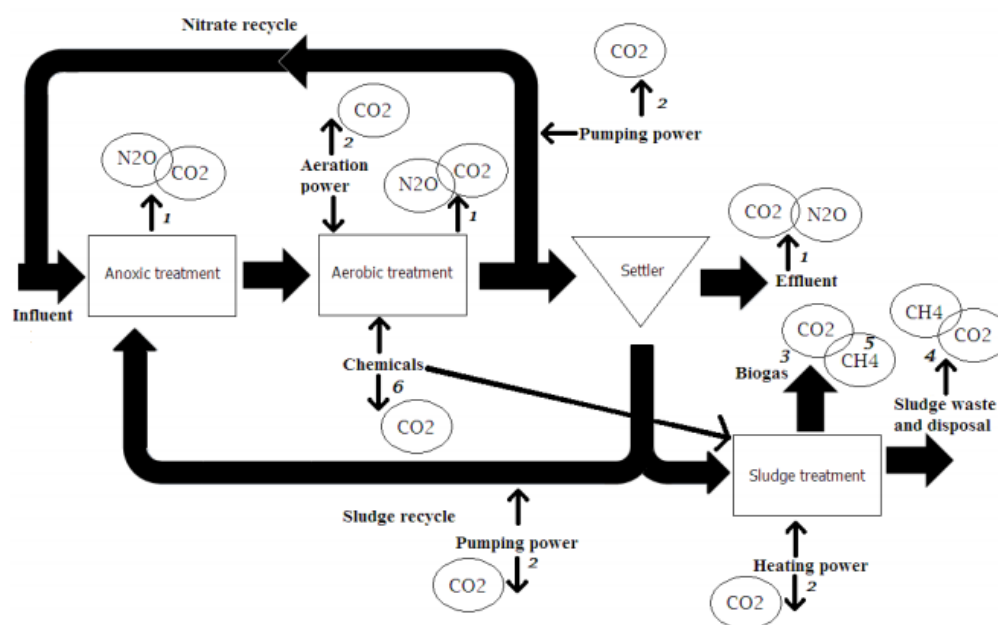 Nitrate recycle
CO2
2
Pumping power
CO2
2
Aeration
power
N2O
CO2
1
N2O
CO2
1
CO2
N2O
1
Effluent
Anoxic treatment
Aerobic treatment
Settler
Influent
Chemicals
6
CO2
CO2
5
CH4
3
Biogas
CH4
CO2
4
Sludge waste
and disposal
Sludge treatment
Sludge recycle
Pumping power
2
CO2
Heating power
2
CO2